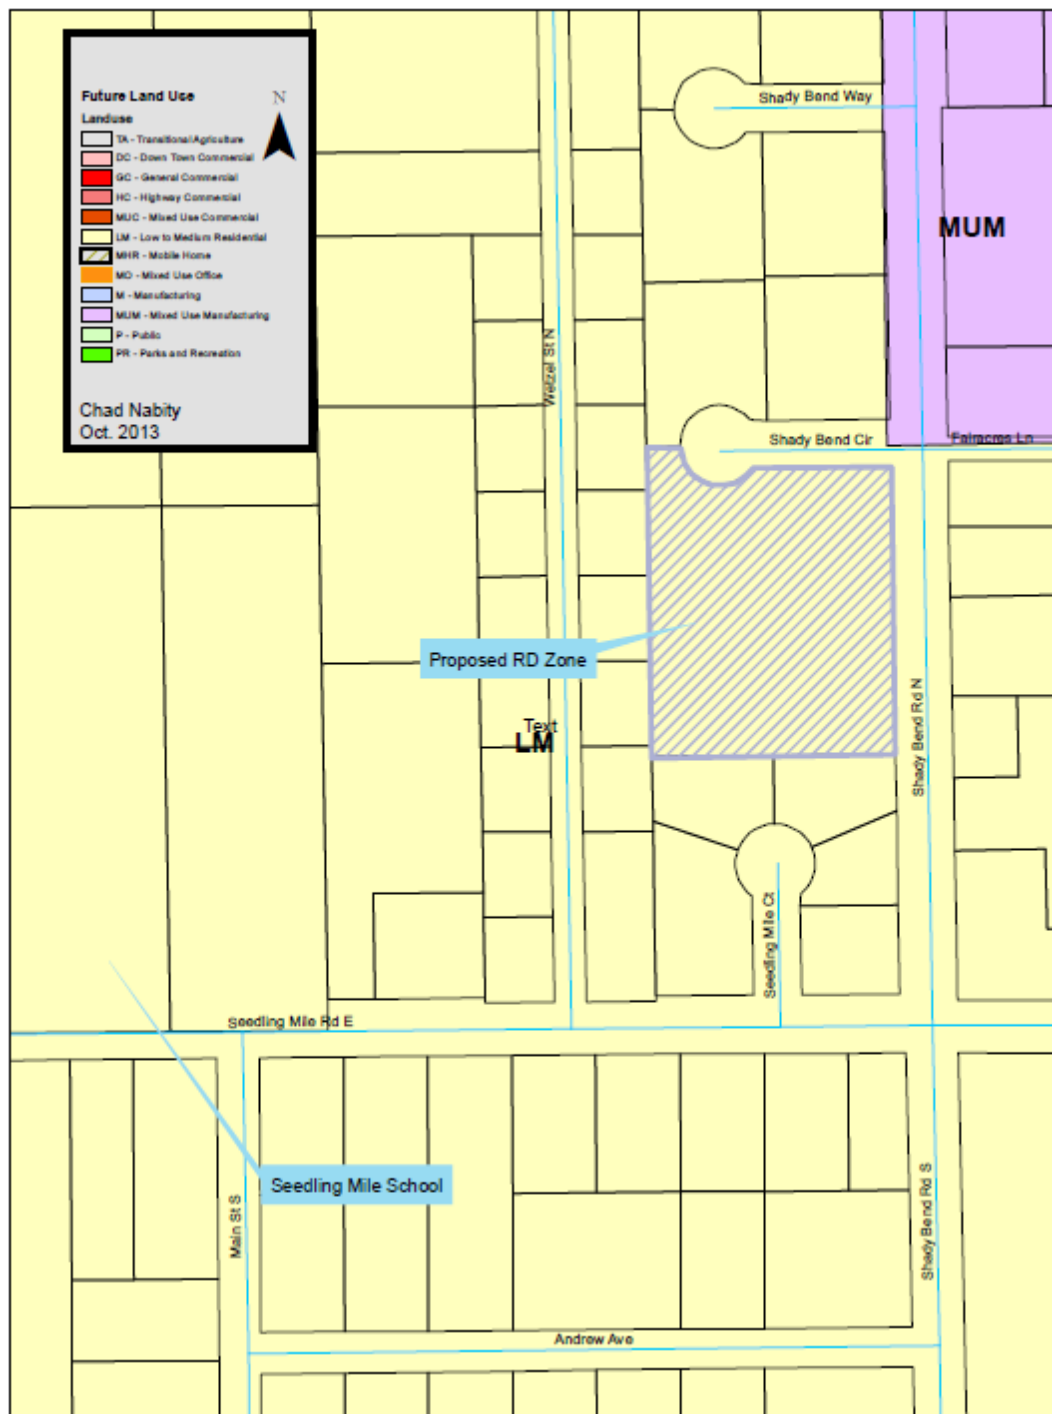 Future Land Use
N
Landuse
TA - Transitional Agriculture
DC - Down Town Commercial
GC - General Commercial
HC - Highway Commercial
MUC - Mixed Use Commercial
LM - Low to Medium Residential
MHR - Mobile Home
MO - Mixed Use Office
M - Manufacturing
MUM - Mixed Use Manufacturing
P - Public
PR - Parks and Recreation
Chad Nabity
Oct. 2013
Shady Bend Way
MUM
Wetzel St N
Shady Bend Cir
Fairacres Ln
Proposed RD Zone
Shady Bend Rd N
Text
LM
Seedling Mile Ct
Seedling Mile Rd E
Seedling Mile School
Main St S
Shady Bend Rd S
Andrew Ave